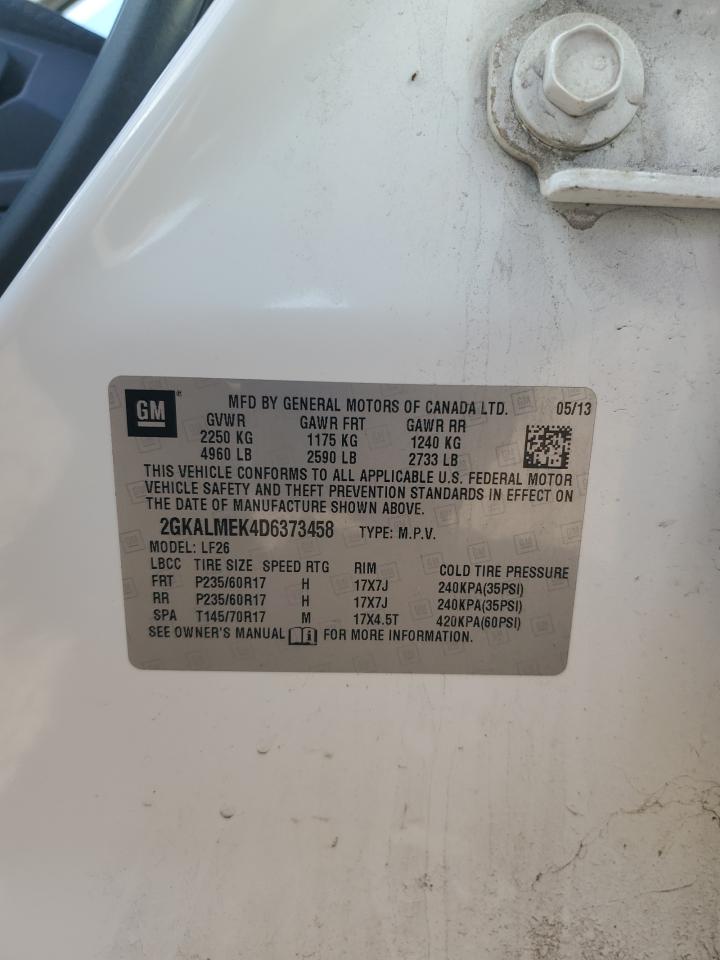 GM ® MFD BY GENERAL MOTORS OF CANADA LTD. 05/13
GVWR GAWR FRT GAWR RR
2250 KG 1175 KG 1240 KG
4960 LB 2590 LB 2733 LB
THIS VEHICLE CONFORMS TO ALL APPLICABLE U.S. FEDERAL MOTOR
VEHICLE SAFETY AND THEFT PREVENTION STANDARDS IN EFFECT ON
THE DATE OF MANUFACTURE SHOWN ABOVE.
2GKALMEK4D6373458 TYPE: M.P.V.
MODEL: LF26
LBCC TIRE SIZE SPEED RTG RIM COLD TIRE PRESSURE
FRT P235/60R17 H 17X7J 240KPA(35PSI)
RR P235/60R17 H 17X7J 240KPA(35PSI)
SPA T145/70R17 M 17X4.5T 420KPA(60PSI)
SEE OWNER'S MANUAL FOR MORE INFORMATION.